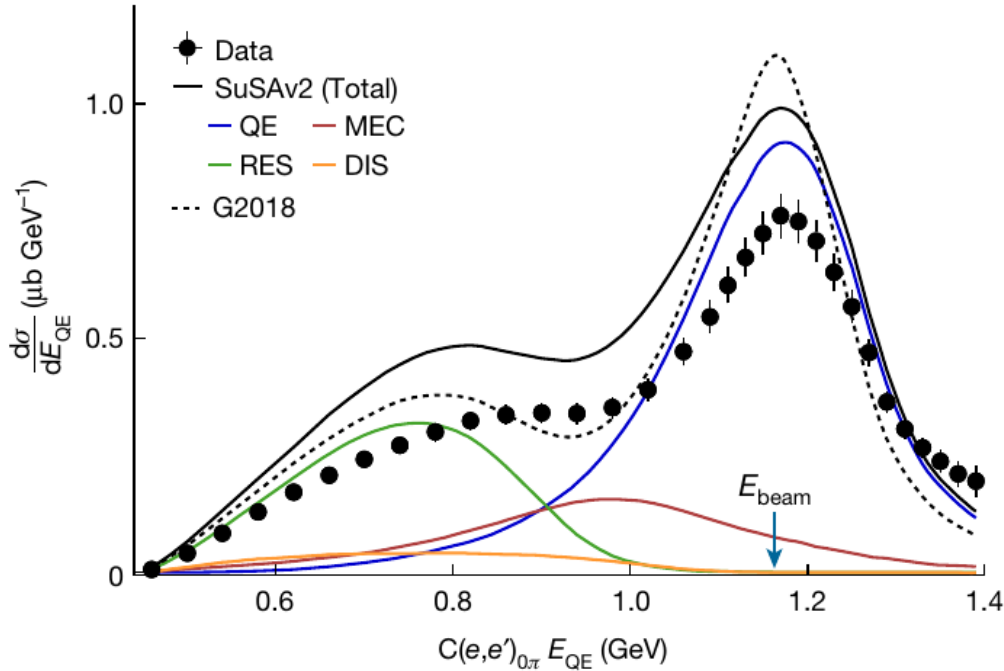 Data
SuSAv2 (Total)
QE MEC
RES DIS
G2018
1.0
0.5
0
dσ
dE_QE (μb GeV⁻¹)
E_beam
0.6 0.8 1.0 1.2 1.4
C(e,e′)₀π E_QE (GeV)